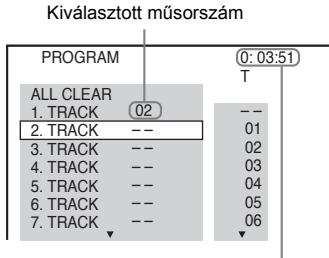 Kiválasztott műsorszám
PROGRAM 0: 03:51
T
ALL CLEAR
1. TRACK 02 – –
2. TRACK – – 01
3. TRACK – – 02
4. TRACK – – 03
5. TRACK – – 04
6. TRACK – – 05
7. TRACK – – 06